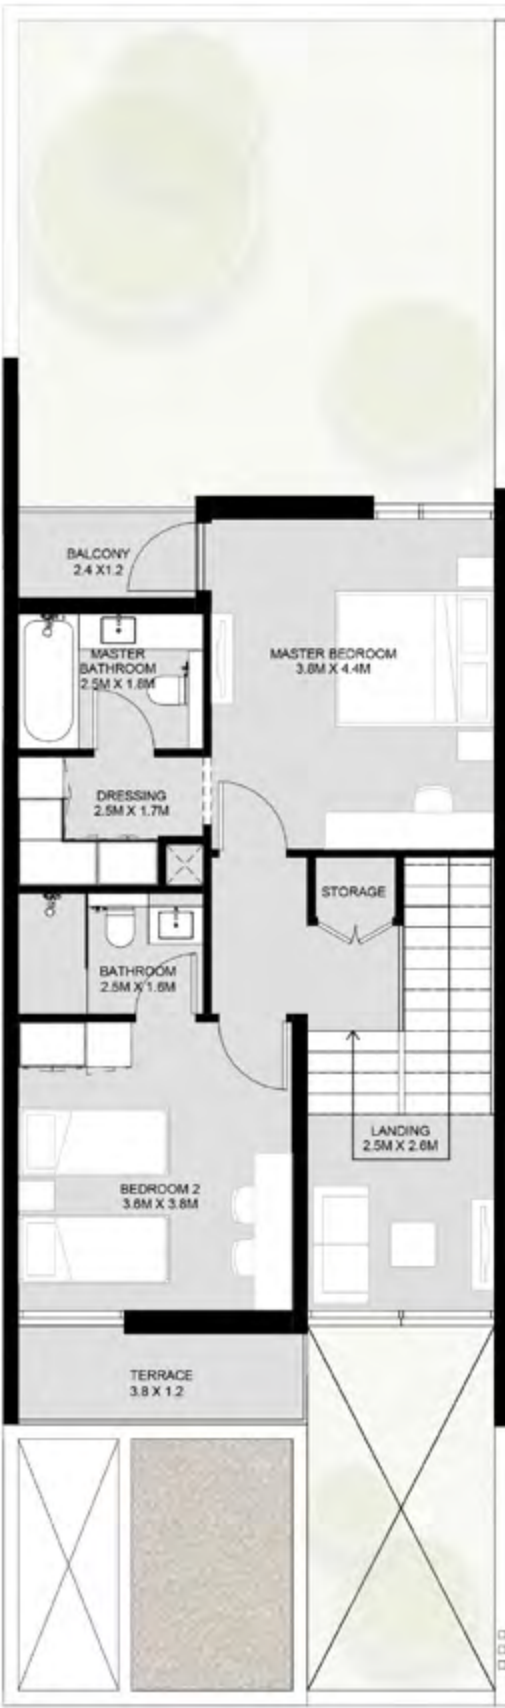 BALCONY
2.4 X1.2
MASTER
BATHROOM
2.5M X 1.8M
MASTER BEDROOM
3.8M X 4.4M
DRESSING
2.5M X 1.7M
STORAGE
BATHROOM
2.5M X 1.6M
LANDING
2.5M X 2.6M
BEDROOM 2
3.6M X 3.8M
TERRACE
3.8 X 1.2